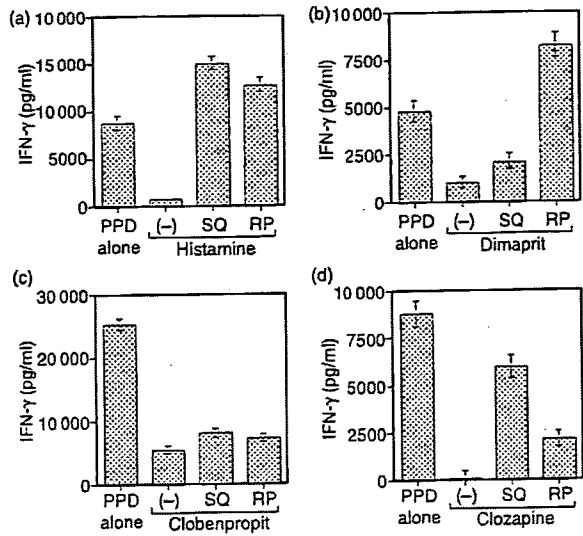 (a)
IFN-γ (pg/ml)
10 000
15 000
10 000
5000
0
PPD alone
(–)
SQ
RP
Histamine
(b)
IFN-γ (pg/ml)
10 000
7500
5000
2500
0
PPD alone
(–)
SQ
RP
Dimaprit
(c)
IFN-γ (pg/ml)
30 000
20 000
10 000
0
PPD alone
(–)
SQ
RP
Clobenpropit
(d)
IFN-γ (pg/ml)
10 000
7500
5000
2500
0
PPD alone
(–)
SQ
RP
Clozapine